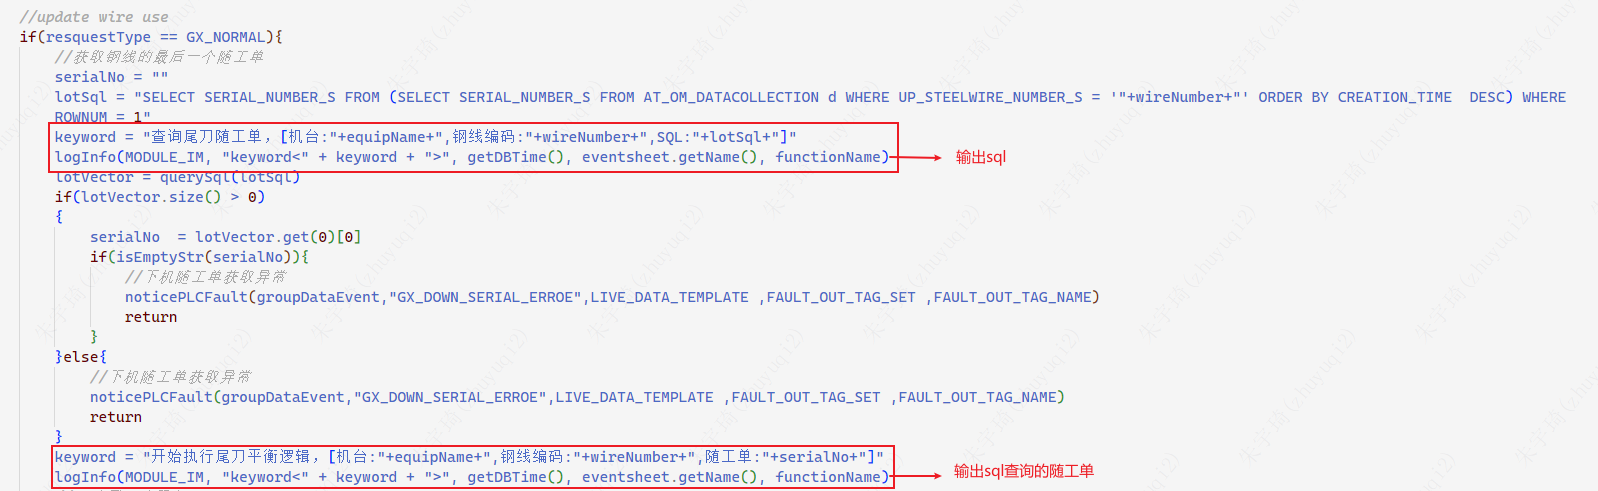 //update wire use
if(resquestType == GX_NORMAL){
//获取钢线的最后一个随工单
serialNo = ""
lotSql = "SELECT SERIAL_NUMBER_S FROM (SELECT SERIAL_NUMBER_S FROM AT_OM_DATACOLLECTION d WHERE UP_STEELWIRE_NUMBER_S = '"+wireNumber+"' ORDER BY CREATION_TIME  DESC) WHERE
ROWNUM = 1"
keyword = "查询尾刀随工单，[机台:"+equipName+",钢线编码:"+wireNumber+",SQL:"+lotSql+"]"
logInfo(MODULE_IM, "keyword<" + keyword + ">", getDBTime(), eventsheet.getName(), functionName)
输出sql
lotVector = querySql(lotSql)
if(lotVector.size() > 0)
{
serialNo  = lotVector.get(0)[0]
if(isEmptyStr(serialNo)){
//下机随工单获取异常
noticePLCFault(groupDataEvent,"GX_DOWN_SERIAL_ERROE",LIVE_DATA_TEMPLATE ,FAULT_OUT_TAG_SET ,FAULT_OUT_TAG_NAME)
return
}
}else{
//下机随工单获取异常
noticePLCFault(groupDataEvent,"GX_DOWN_SERIAL_ERROE",LIVE_DATA_TEMPLATE ,FAULT_OUT_TAG_SET ,FAULT_OUT_TAG_NAME)
return
}
keyword = "开始执行尾刀平衡逻辑，[机台:"+equipName+",钢线编码:"+wireNumber+",随工单:"+serialNo+"]"
logInfo(MODULE_IM, "keyword<" + keyword + ">", getDBTime(), eventsheet.getName(), functionName)
输出sql查询的随工单
朱宇琦(zhuyuqi2)